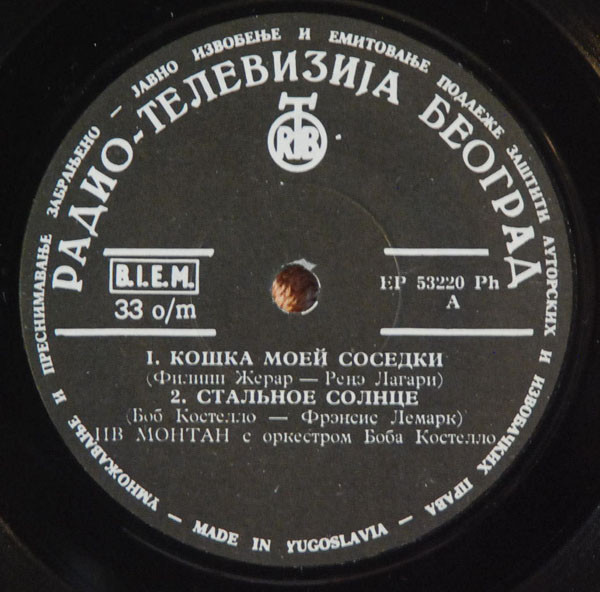 УМНОЖАВАЊЕ И ПРЕСНИМАВАЊЕ ЗАБРАЊЕНО — ЈАВНО ИЗВОЂЕЊЕ И ЕМИТОВАЊЕ ПОДЛЕЖЕ ЗАШТИТИ АУТОРСКИХ И ИЗВОЂАЧКИХ ПРАВА — MADE IN YUGOSLAVIA —
РАДИО-ТЕЛЕВИЗИЈА БЕОГРАД
RTB
B.I.E.M.
33 o/m
EP 53220 Ph
A
1. КОШКА МОЕЙ СОСЕДКИ
(Филипп Жерар — Ренэ Лагари)
2. СТАЛЬНОЕ СОЛНЦЕ
(Боб Костелло — Фрэнсис Лемарк)
ИВ МОНТАН с оркестром Боба Костелло